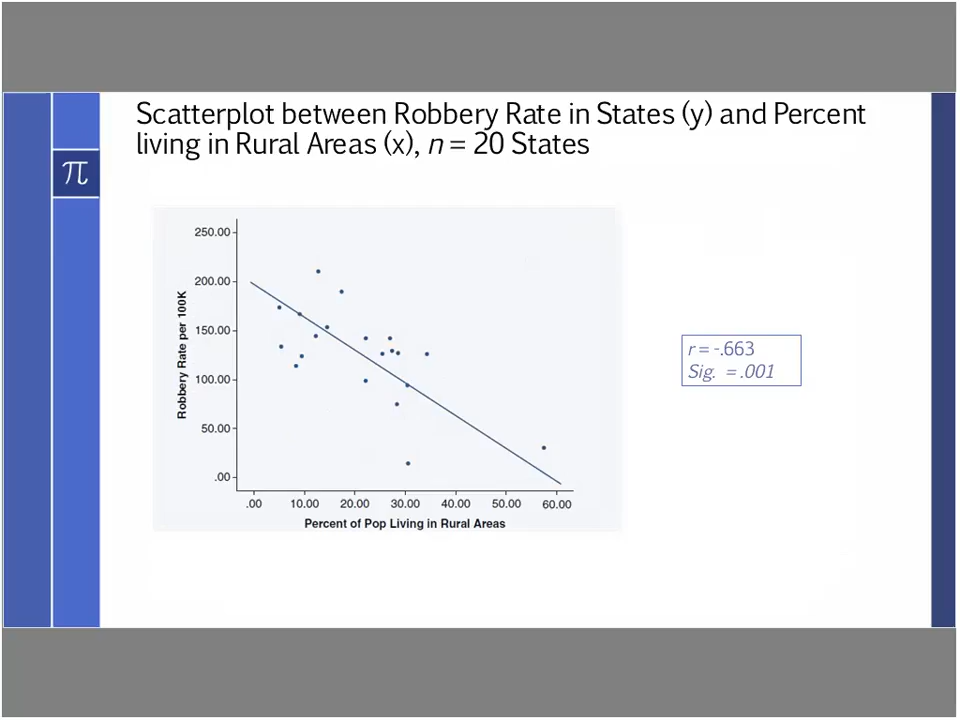 Scatterplot between Robbery Rate in States (y) and Percent
living in Rural Areas (x), n = 20 States
π
250.00
200.00
150.00
100.00
50.00
.00
Robbery Rate per 100K
.00 10.00 20.00 30.00 40.00 50.00 60.00
Percent of Pop Living in Rural Areas
r = -.663
Sig. = .001